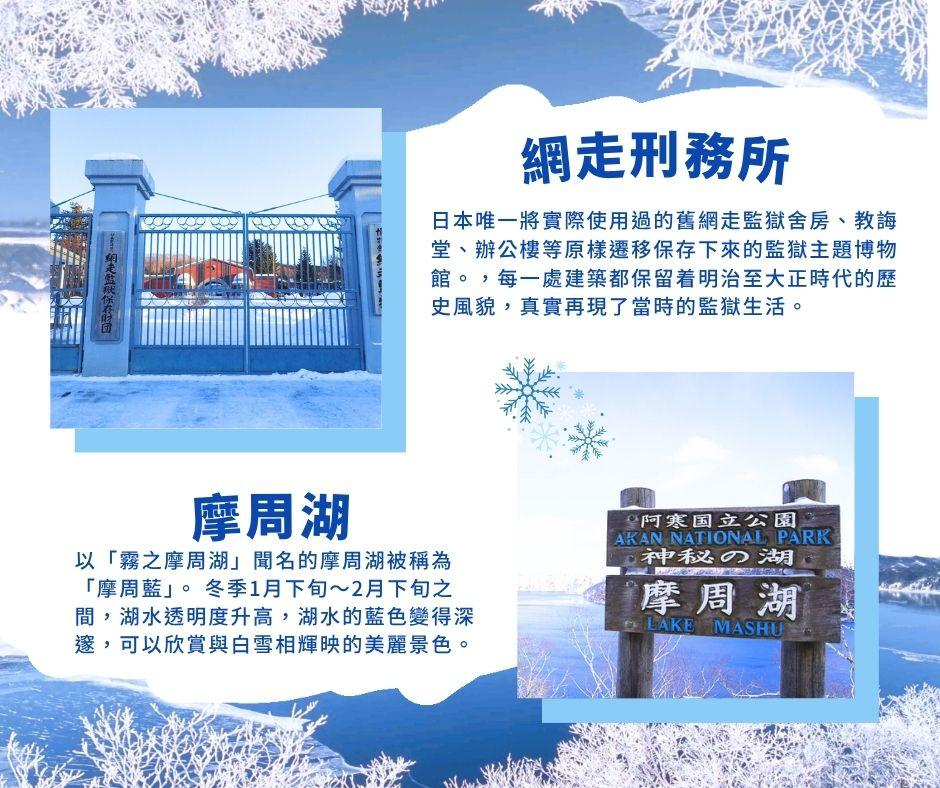 網走刑務所
日本唯一將實際使用過的舊網走監獄舍房、教誨
堂、辦公樓等原樣遷移保存下來的監獄主題博物
館。，每一處建築都保留着明治至大正時代的歷
史風貌，真實再現了當時的監獄生活。
網走監獄保存財団
摩周湖
以「霧之摩周湖」聞名的摩周湖被稱為
「摩周藍」。 冬季1月下旬～2月下旬之
間，湖水透明度升高，湖水的藍色變得深
邃，可以欣賞與白雪相輝映的美麗景色。
阿寒国立公園
AKAN NATIONAL PARK
神秘の湖
摩周湖
LAKE MASHU